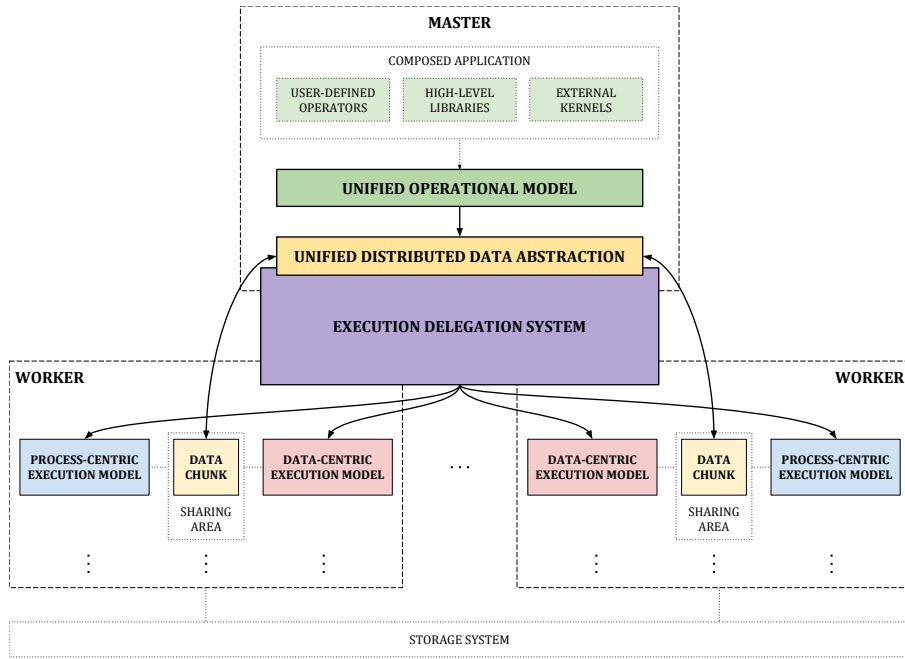 MASTER
COMPOSED APPLICATION
USER-DEFINED
OPERATORS
HIGH-LEVEL
LIBRARIES
EXTERNAL
KERNELS
UNIFIED OPERATIONAL MODEL
UNIFIED DISTRIBUTED DATA ABSTRACTION
EXECUTION DELEGATION SYSTEM
WORKER
PROCESS-CENTRIC
EXECUTION MODEL
DATA
CHUNK
SHARING
AREA
DATA-CENTRIC
EXECUTION MODEL
...
WORKER
DATA-CENTRIC
EXECUTION MODEL
DATA
CHUNK
SHARING
AREA
PROCESS-CENTRIC
EXECUTION MODEL
STORAGE SYSTEM